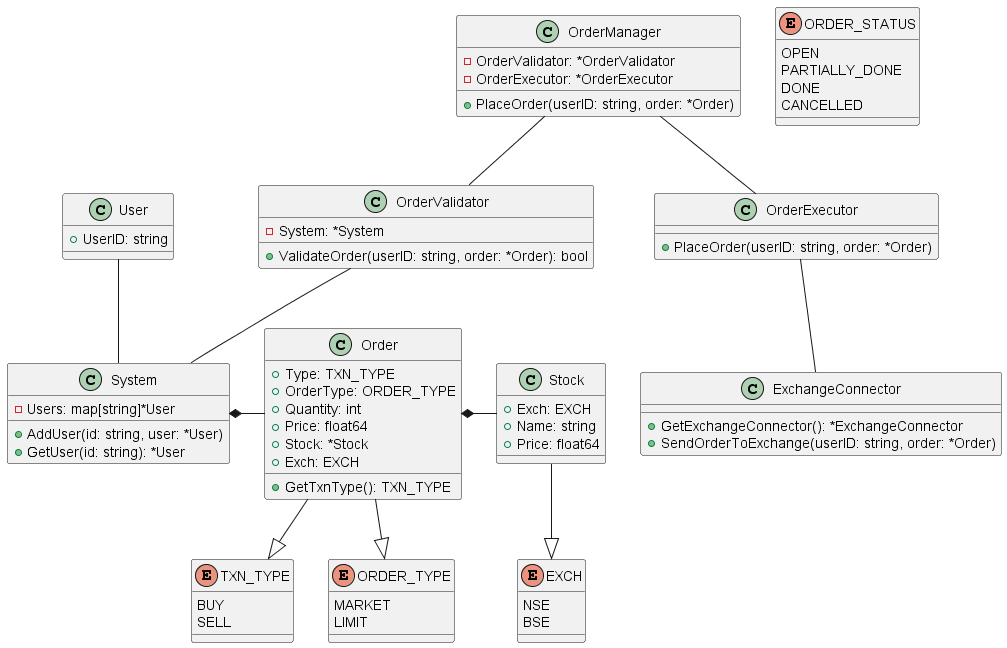 C OrderManager
OrderValidator: *OrderValidator
OrderExecutor: *OrderExecutor
PlaceOrder(userID: string, order: *Order)
E ORDER_STATUS
OPEN
PARTIALLY_DONE
DONE
CANCELLED
C User
UserID: string
C OrderValidator
System: *System
ValidateOrder(userID: string, order: *Order): bool
C OrderExecutor
PlaceOrder(userID: string, order: *Order)
C System
Users: map[string]*User
AddUser(id: string, user: *User)
GetUser(id: string): *User
C Order
Type: TXN_TYPE
OrderType: ORDER_TYPE
Quantity: int
Price: float64
Stock: *Stock
Exch: EXCH
GetTxnType(): TXN_TYPE
C Stock
Exch: EXCH
Name: string
Price: float64
C ExchangeConnector
GetExchangeConnector(): *ExchangeConnector
SendOrderToExchange(userID: string, order: *Order)
E TXN_TYPE
BUY
SELL
E ORDER_TYPE
MARKET
LIMIT
E EXCH
NSE
BSE